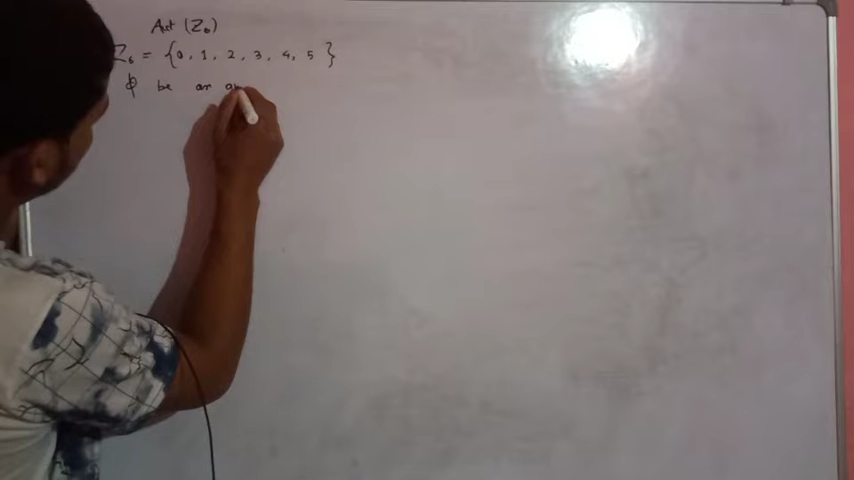 Aut (Z₆)
Z₆ = {0, 1, 2, 3, 4, 5}
φ be an